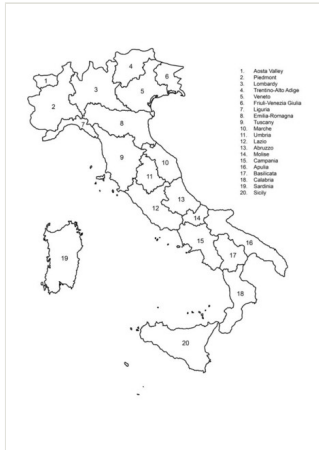 1. Aosta Valley
2. Piedmont
3. Lombardy
4. Trentino-Alto Adige
5. Veneto
6. Friuli-Venezia Giulia
7. Liguria
8. Emilia-Romagna
9. Tuscany
10. Marche
11. Umbria
12. Lazio
13. Abruzzo
14. Molise
15. Campania
16. Apulia
17. Basilicata
18. Calabria
19. Sardinia
20. Sicily
4
6
1
3
5
2
7
8
9
10
11
13
12
14
15
16
17
19
18
20